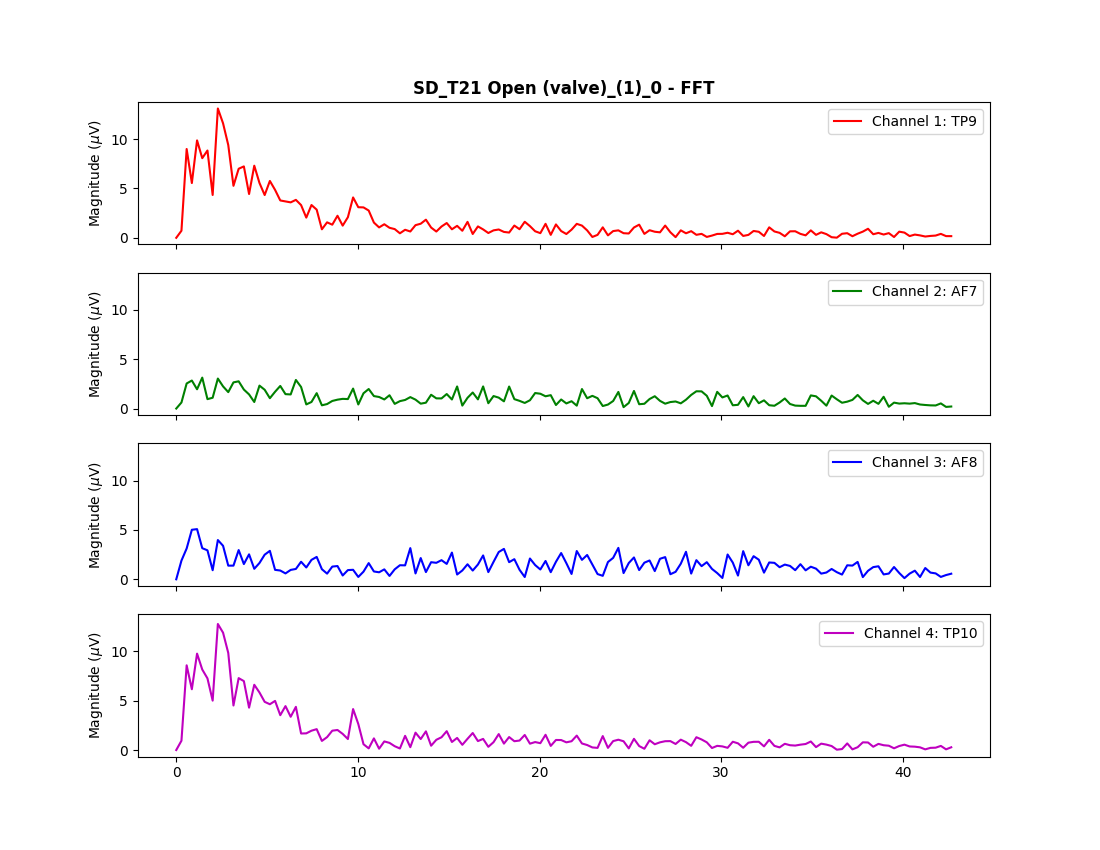 SD_T21 Open (valve)_(1)_0 - FFT
Magnitude (μV)
10
5
0
Channel 1: TP9
Magnitude (μV)
10
5
0
Channel 2: AF7
Magnitude (μV)
10
5
0
Channel 3: AF8
Magnitude (μV)
10
5
0
Channel 4: TP10
0 10 20 30 40